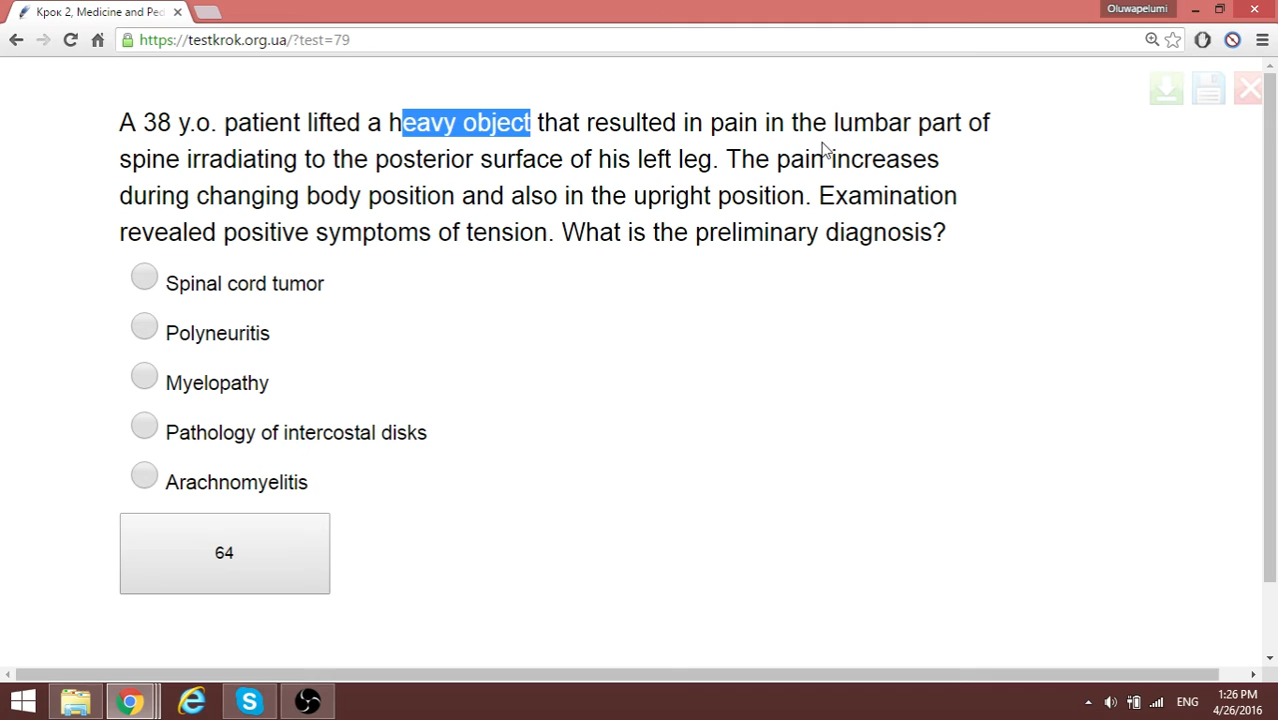 Крок 2, Medicine and Ped
Oluwapelumi
https://testkrok.org.ua/?test=79
A 38 y.o. patient lifted a heavy object that resulted in pain in the lumbar part of
spine irradiating to the posterior surface of his left leg. The pain increases
during changing body position and also in the upright position. Examination
revealed positive symptoms of tension. What is the preliminary diagnosis?
Spinal cord tumor
Polyneuritis
Myelopathy
Pathology of intercostal disks
Arachnomyelitis
64
ENG
1:26 PM
4/26/2016